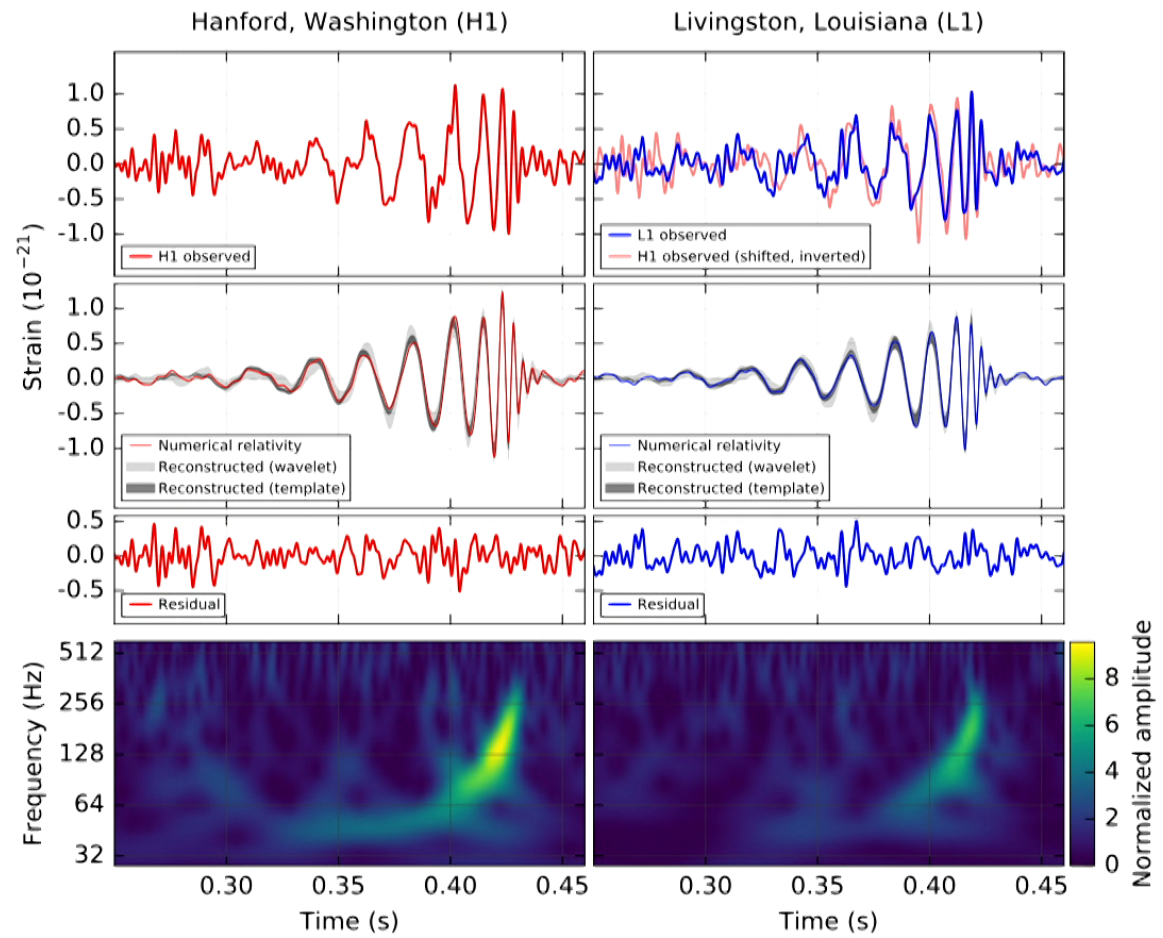 Hanford, Washington (H1)
Livingston, Louisiana (L1)
Strain (10⁻²¹)
1.0
0.5
0.0
-0.5
-1.0
H1 observed
L1 observed
H1 observed (shifted, inverted)
1.0
0.5
0.0
-0.5
-1.0
Numerical relativity
Reconstructed (wavelet)
Reconstructed (template)
Numerical relativity
Reconstructed (wavelet)
Reconstructed (template)
0.5
0.0
-0.5
Residual
Residual
Frequency (Hz)
512
256
128
64
32
0.30
0.35
0.40
0.45
Time (s)
0.30
0.35
0.40
0.45
Time (s)
8
6
4
2
0
Normalized amplitude